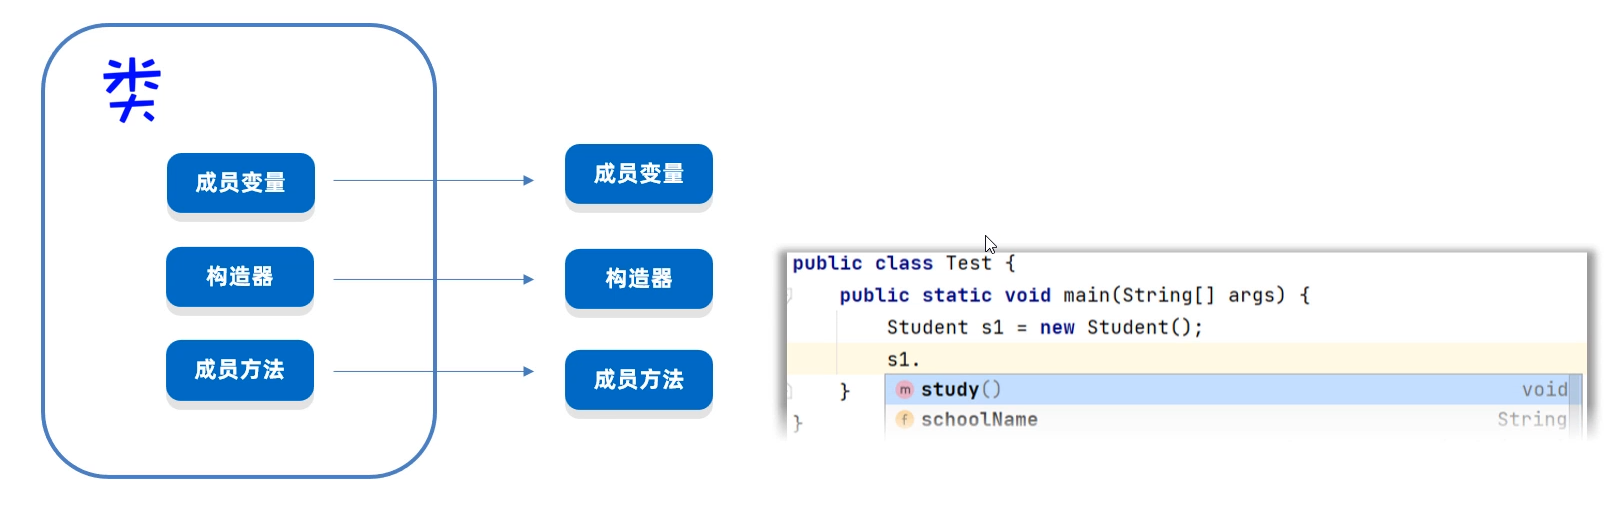 类
成员变量
构造器
成员方法
成员变量
构造器
成员方法
public class Test {
public static void main(String[] args) {
Student s1 = new Student();
s1.
}
m study() void
f schoolName String
}